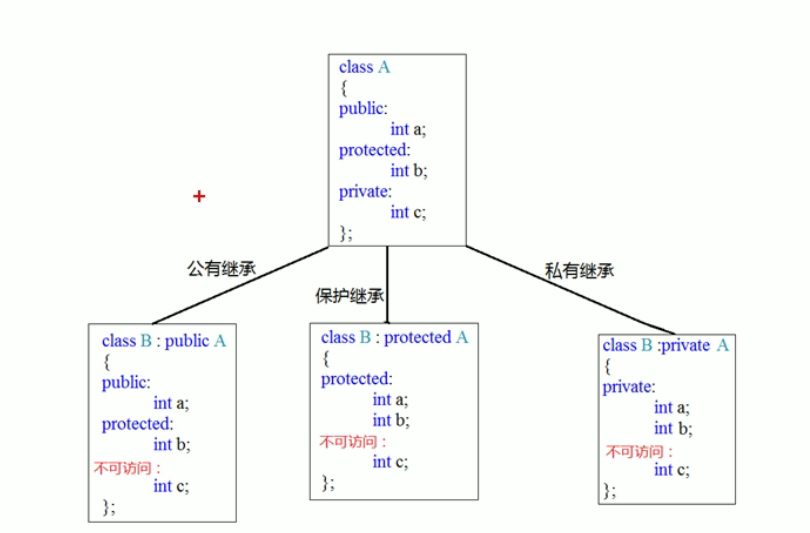 class A
{
public:
int a;
protected:
int b;
private:
int c;
};
公有继承
保护继承
私有继承
class B : public A
{
public:
int a;
protected:
int b;
不可访问：
int c;
};
class B : protected A
{
protected:
int a;
int b;
不可访问：
int c;
};
class B :private A
{
private:
int a;
int b;
不可访问：
int c;
};